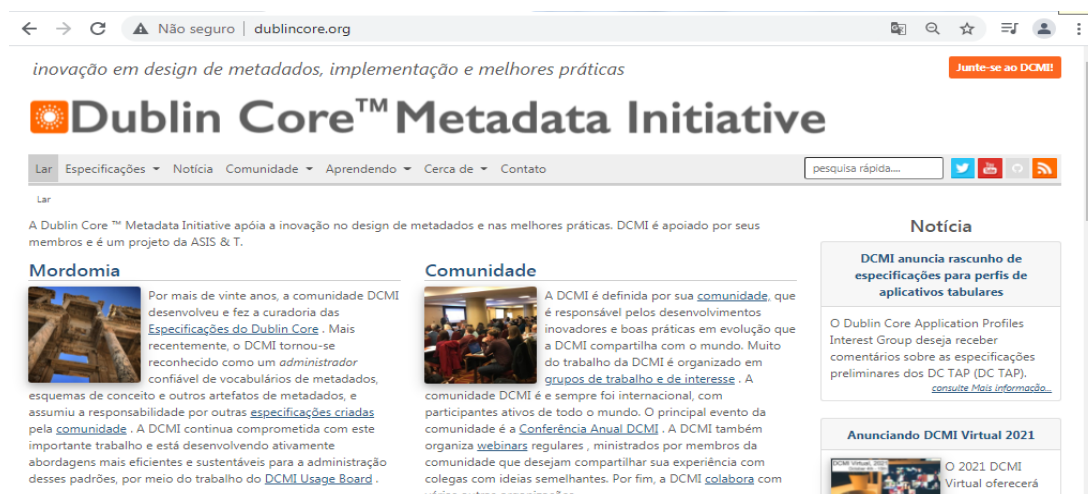 Não seguro | dublincore.org
inovação em design de metadados, implementação e melhores práticas
Junte-se ao DCMI!
Dublin Core™ Metadata Initiative
Lar Especificações Notícia Comunidade Aprendendo Cerca de Contato
pesquisa rápida....
Lar
A Dublin Core ™ Metadata Initiative apóia a inovação no design de metadados e nas melhores práticas. DCMI é apoiado por seus
membros e é um projeto da ASIS & T.
Mordomia
Por mais de vinte anos, a comunidade DCMI
desenvolveu e fez a curadoria das
Especificações do Dublin Core . Mais
recentemente, o DCMI tornou-se
reconhecido como um administrador
confiável de vocabulários de metadados,
esquemas de conceito e outros artefatos de metadados, e
assumiu a responsabilidade por outras especificações criadas
pela comunidade . A DCMI continua comprometida com este
importante trabalho e está desenvolvendo ativamente
abordagens mais eficientes e sustentáveis para a administração
desses padrões, por meio do trabalho do DCMI Usage Board .
Comunidade
A DCMI é definida por sua comunidade, que
é responsável pelos desenvolvimentos
inovadores e boas práticas em evolução que
a DCMI compartilha com o mundo. Muito
do trabalho da DCMI é organizado em
grupos de trabalho e de interesse . A
comunidade DCMI é e sempre foi internacional, com
participantes ativos de todo o mundo. O principal evento da
comunidade é a Conferência Anual DCMI . A DCMI também
organiza webinars regulares , ministrados por membros da
comunidade que desejam compartilhar sua experiência com
colegas com ideias semelhantes. Por fim, a DCMI colabora com
Notícia
DCMI anuncia rascunho de
especificações para perfis de
aplicativos tabulares
O Dublin Core Application Profiles
Interest Group deseja receber
comentários sobre as especificações
preliminares dos DC TAP (DC TAP).
consulte Mais informação...
Anunciando DCMI Virtual 2021
O 2021 DCMI
Virtual oferecerá